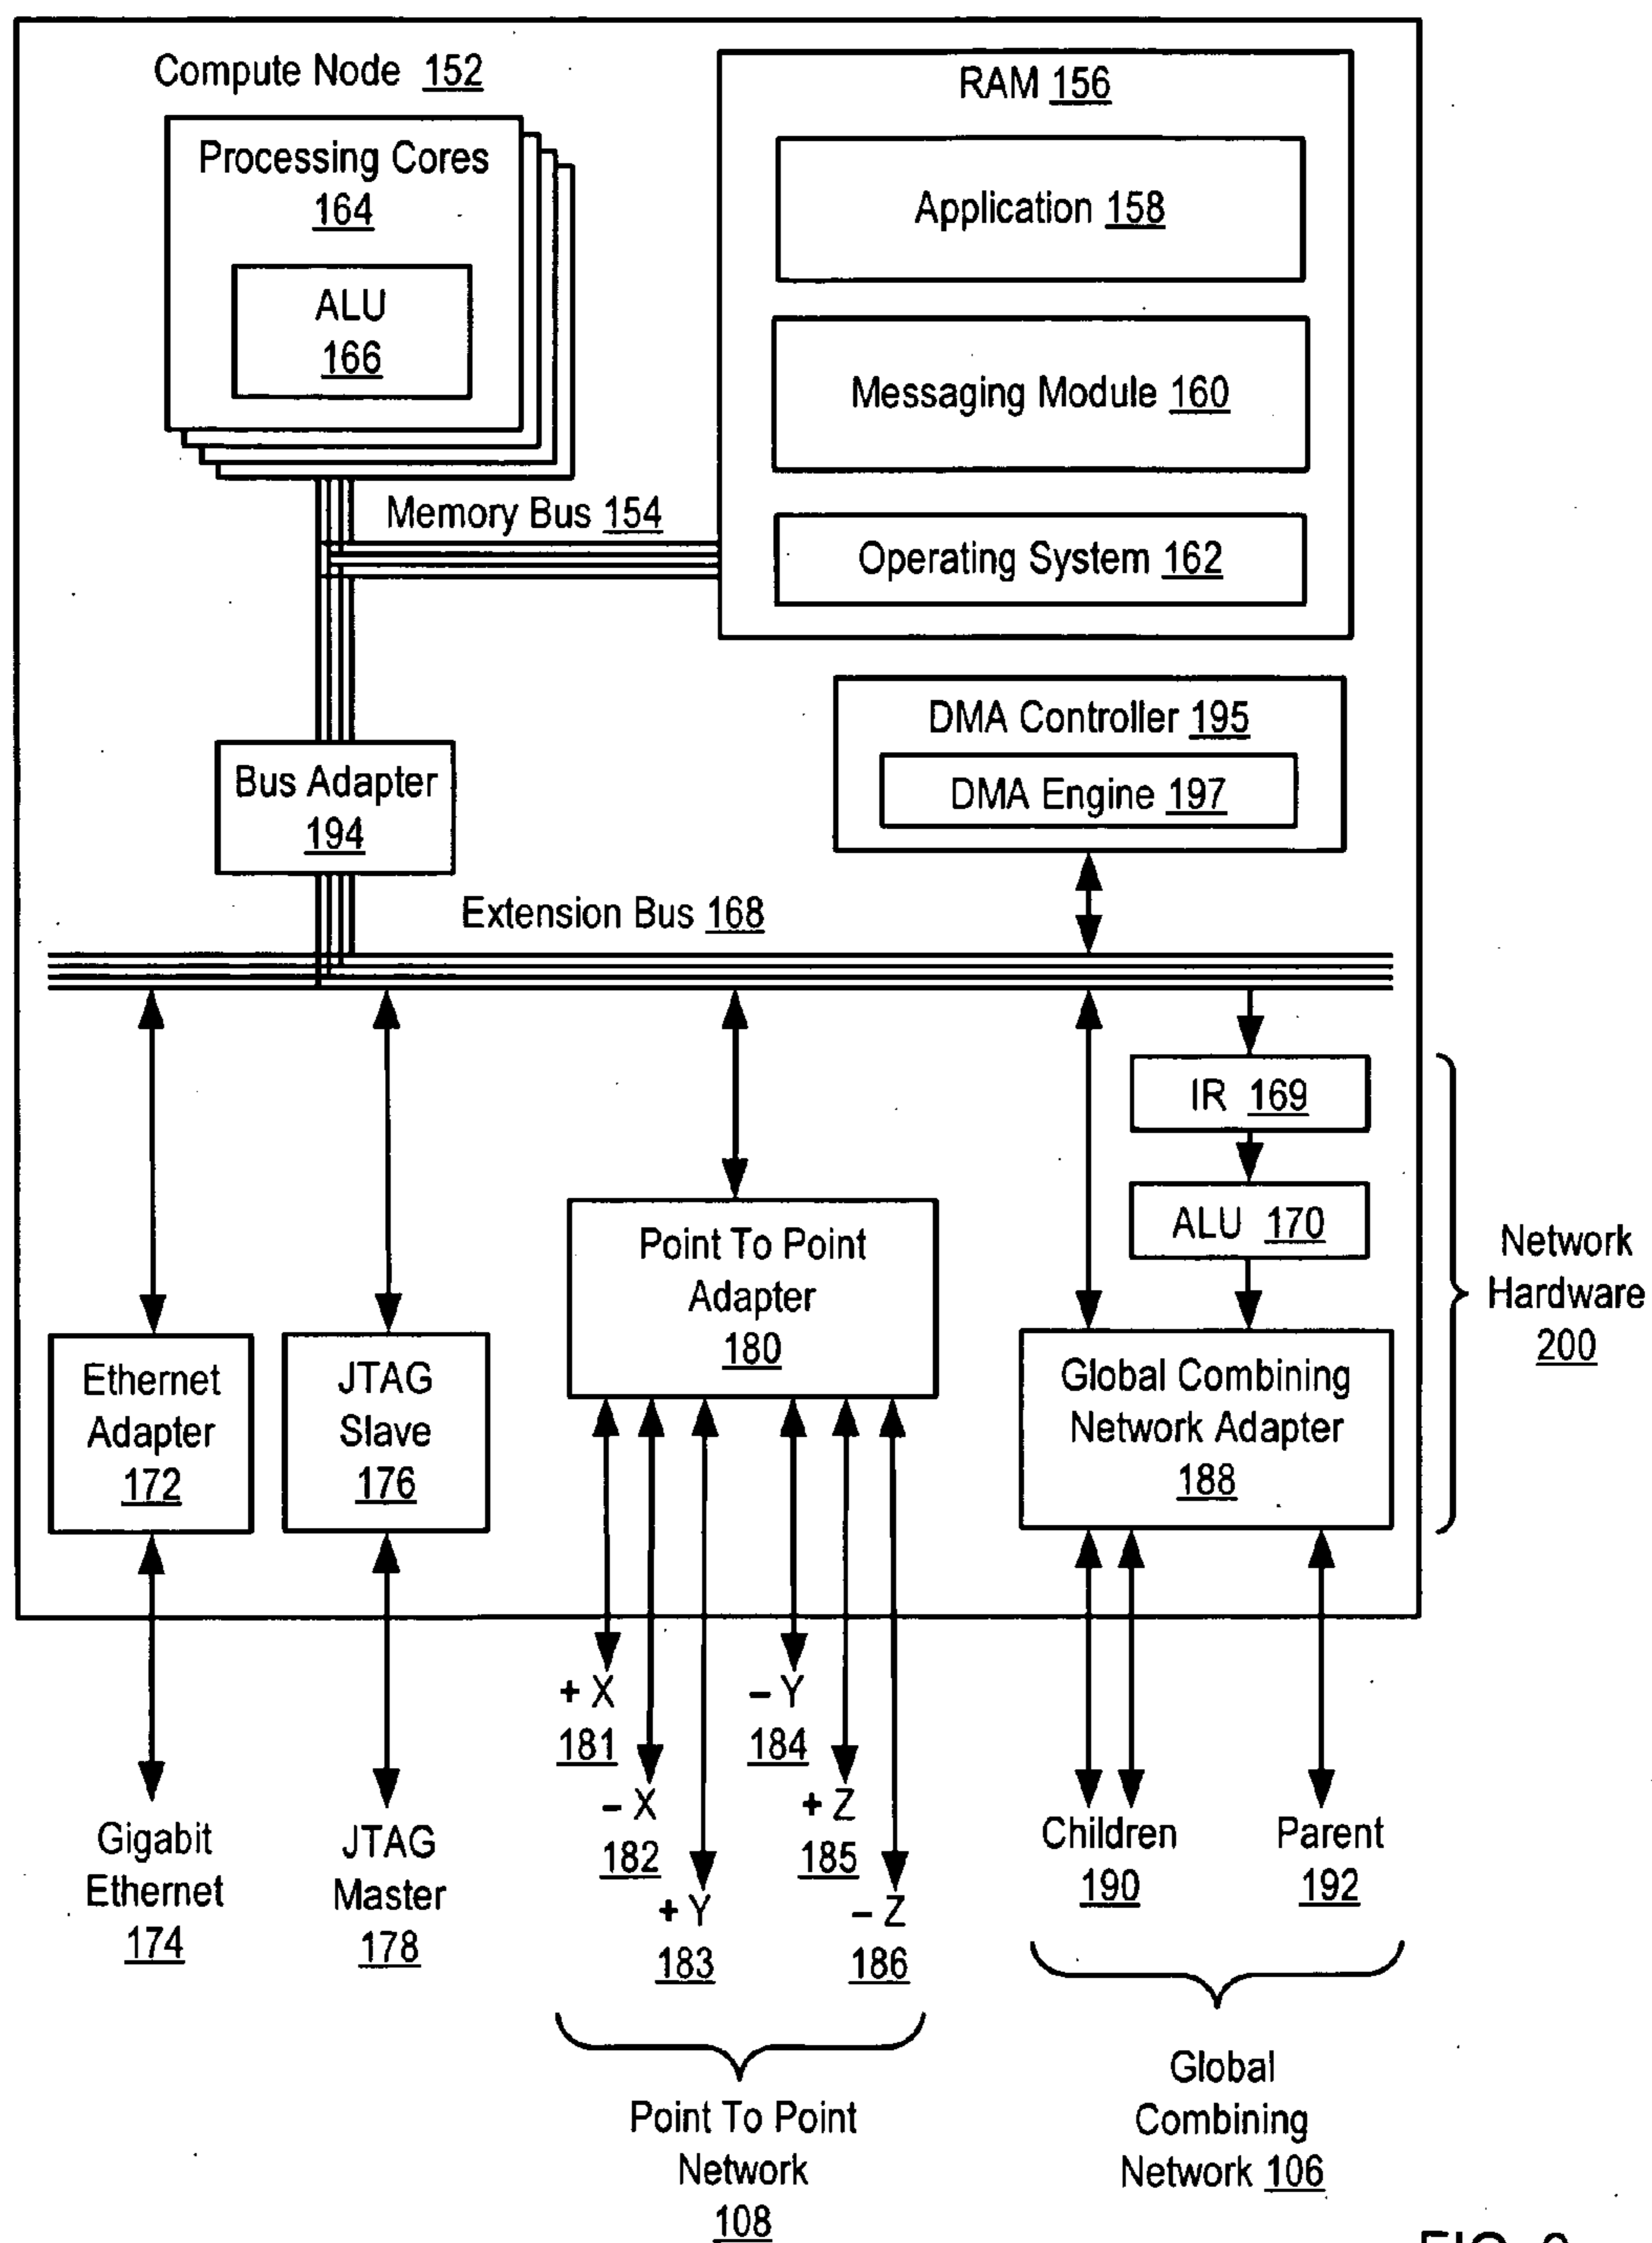 Compute Node 152
Processing Cores
164
ALU
166
RAM 156
Application 158
Messaging Module 160
Operating System 162
Memory Bus 154
DMA Controller 195
DMA Engine 197
Bus Adapter
194
Extension Bus 168
IR 169
ALU 170
Network
Hardware
200
Point To Point
Adapter
180
Ethernet
Adapter
172
JTAG
Slave
176
Global Combining
Network Adapter
188
+ X
181
– X
182
+ Y
183
– Y
184
+ Z
185
– Z
186
Gigabit
Ethernet
174
JTAG
Master
178
Children
190
Parent
192
Point To Point
Network
108
Global
Combining
Network 106